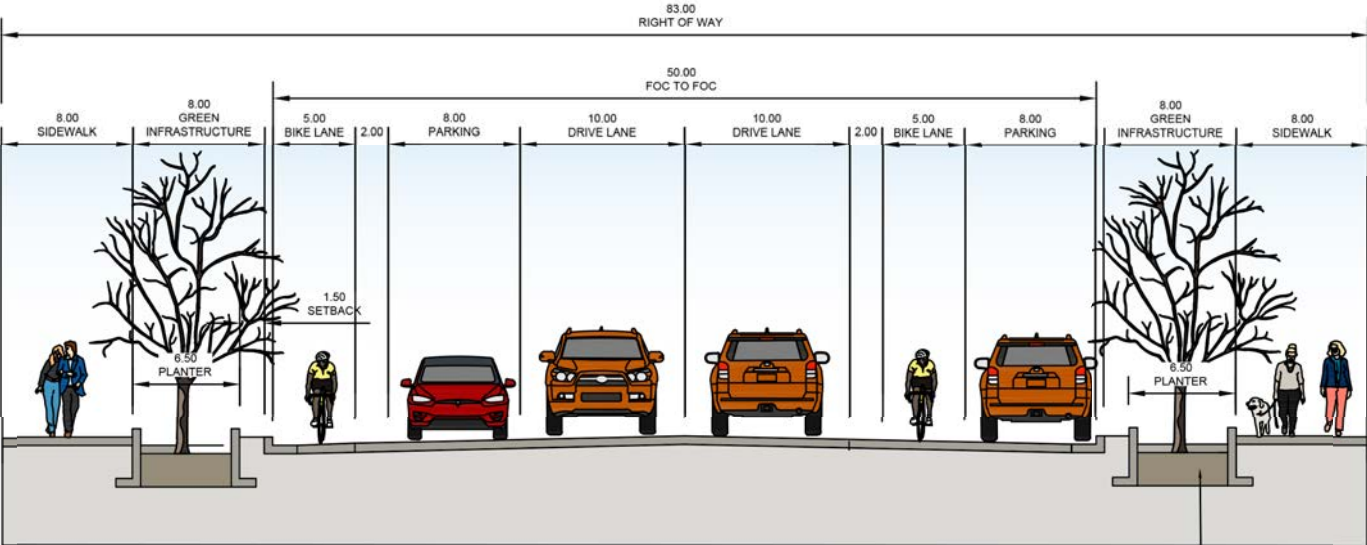 83.00
RIGHT OF WAY
50.00
FOC TO FOC
8.00
SIDEWALK
8.00
GREEN
INFRASTRUCTURE
5.00
BIKE LANE
2.00
8.00
PARKING
10.00
DRIVE LANE
10.00
DRIVE LANE
2.00
5.00
BIKE LANE
8.00
PARKING
8.00
GREEN
INFRASTRUCTURE
8.00
SIDEWALK
1.50
SETBACK
6.50
PLANTER
6.50
PLANTER